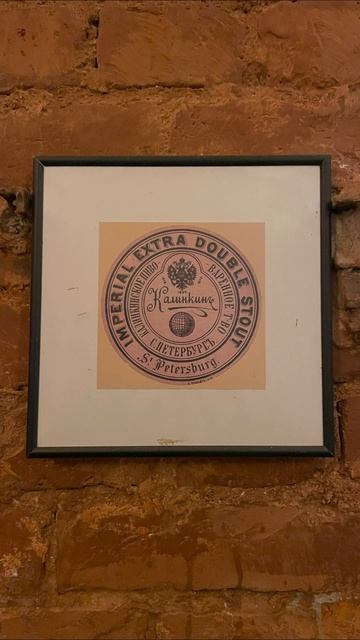 IMPERIAL EXTRA DOUBLE STOUT
КАЛИНКИНСКОЕ ПИВО-
-ВАРЕННОЕ Т-ВО
Калинкинъ
С.ПЕТЕРБУРГЪ
St Petersburg.